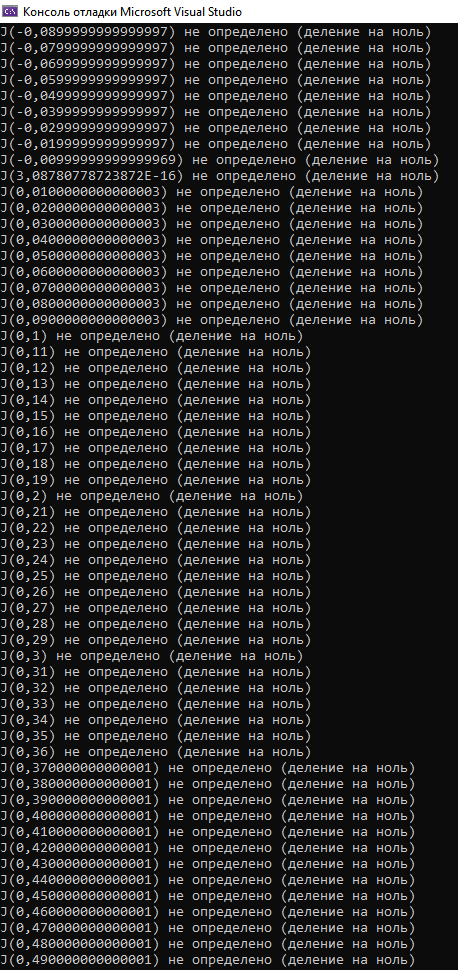 Консоль отладки Microsoft Visual Studio
J(-0,0899999999999997) не определено (деление на ноль)
J(-0,0799999999999997) не определено (деление на ноль)
J(-0,0699999999999997) не определено (деление на ноль)
J(-0,0599999999999997) не определено (деление на ноль)
J(-0,0499999999999997) не определено (деление на ноль)
J(-0,0399999999999997) не определено (деление на ноль)
J(-0,0299999999999997) не определено (деление на ноль)
J(-0,0199999999999997) не определено (деление на ноль)
J(-0,00999999999999969) не определено (деление на ноль)
J(3,08780778723872E-16) не определено (деление на ноль)
J(0,0100000000000003) не определено (деление на ноль)
J(0,0200000000000003) не определено (деление на ноль)
J(0,0300000000000003) не определено (деление на ноль)
J(0,0400000000000003) не определено (деление на ноль)
J(0,0500000000000003) не определено (деление на ноль)
J(0,0600000000000003) не определено (деление на ноль)
J(0,0700000000000003) не определено (деление на ноль)
J(0,0800000000000003) не определено (деление на ноль)
J(0,0900000000000003) не определено (деление на ноль)
J(0,1) не определено (деление на ноль)
J(0,11) не определено (деление на ноль)
J(0,12) не определено (деление на ноль)
J(0,13) не определено (деление на ноль)
J(0,14) не определено (деление на ноль)
J(0,15) не определено (деление на ноль)
J(0,16) не определено (деление на ноль)
J(0,17) не определено (деление на ноль)
J(0,18) не определено (деление на ноль)
J(0,19) не определено (деление на ноль)
J(0,2) не определено (деление на ноль)
J(0,21) не определено (деление на ноль)
J(0,22) не определено (деление на ноль)
J(0,23) не определено (деление на ноль)
J(0,24) не определено (деление на ноль)
J(0,25) не определено (деление на ноль)
J(0,26) не определено (деление на ноль)
J(0,27) не определено (деление на ноль)
J(0,28) не определено (деление на ноль)
J(0,29) не определено (деление на ноль)
J(0,3) не определено (деление на ноль)
J(0,31) не определено (деление на ноль)
J(0,32) не определено (деление на ноль)
J(0,33) не определено (деление на ноль)
J(0,34) не определено (деление на ноль)
J(0,35) не определено (деление на ноль)
J(0,36) не определено (деление на ноль)
J(0,370000000000001) не определено (деление на ноль)
J(0,380000000000001) не определено (деление на ноль)
J(0,390000000000001) не определено (деление на ноль)
J(0,400000000000001) не определено (деление на ноль)
J(0,410000000000001) не определено (деление на ноль)
J(0,420000000000001) не определено (деление на ноль)
J(0,430000000000001) не определено (деление на ноль)
J(0,440000000000001) не определено (деление на ноль)
J(0,450000000000001) не определено (деление на ноль)
J(0,460000000000001) не определено (деление на ноль)
J(0,470000000000001) не определено (деление на ноль)
J(0,480000000000001) не определено (деление на ноль)
J(0,490000000000001) не определено (деление на ноль)